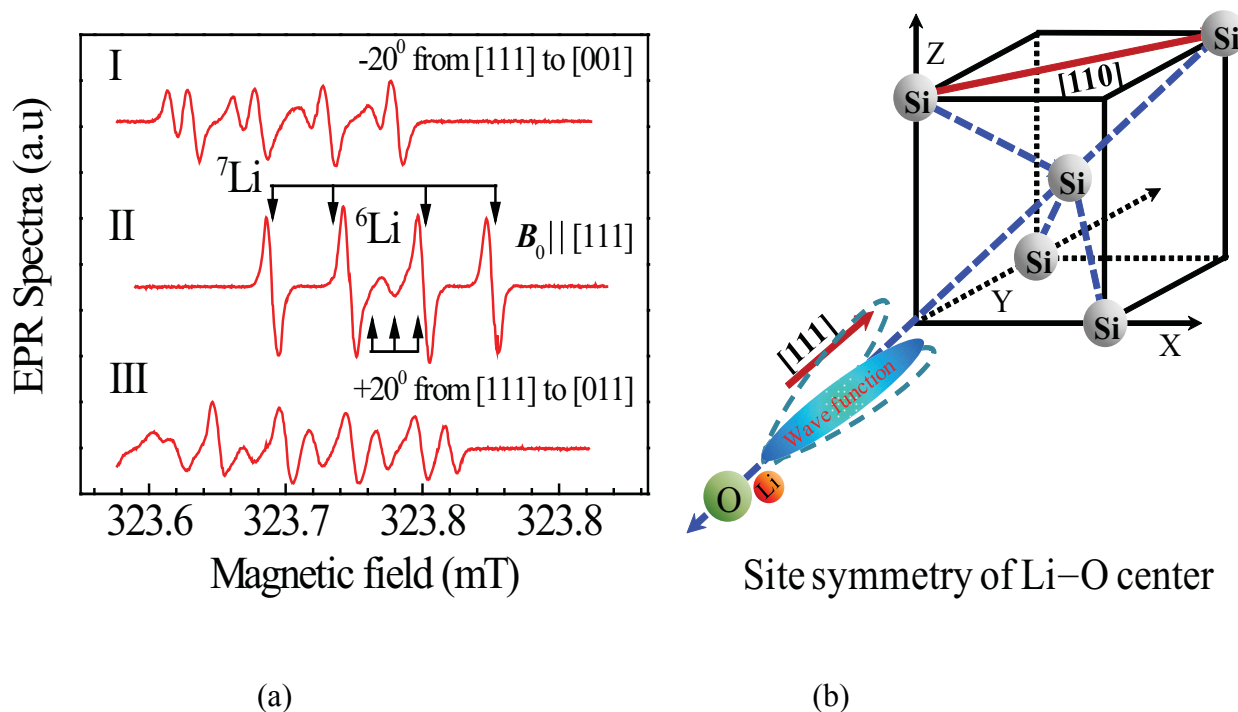 EPR Spectra (a.u)
I
-20⁰ from [111] to [001]
⁷Li
II
⁶Li
B₀|| [111]
III
+20⁰ from [111] to [011]
323.6 323.7 323.8 323.8
Magnetic field (mT)
(a)
Z
Si
Si
[110]
Si
Si
Y
Si
X
[111]
Wave function
O
Li
Site symmetry of Li–O center
(b)